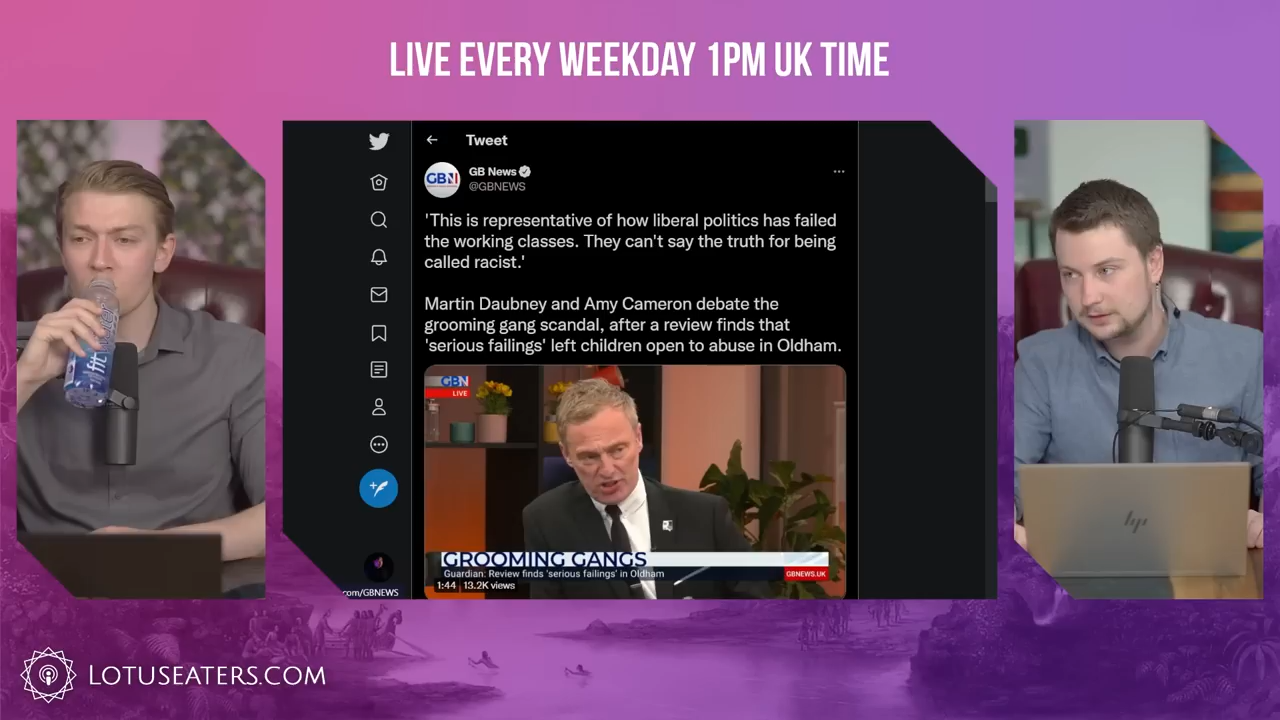 LIVE EVERY WEEKDAY 1PM UK TIME
Tweet
GBN
GB News
@GBNEWS
'This is representative of how liberal politics has failed
the working classes. They can't say the truth for being
called racist.'
Martin Daubney and Amy Cameron debate the
grooming gang scandal, after a review finds that
'serious failings' left children open to abuse in Oldham.
GBN
LIVE
GROOMING GANGS
Guardian: Review finds 'serious failings' in Oldham
GBNEWS.UK
1:44 13.2K views
com/GBNEWS
fit
hp
LOTUSEATERS.COM